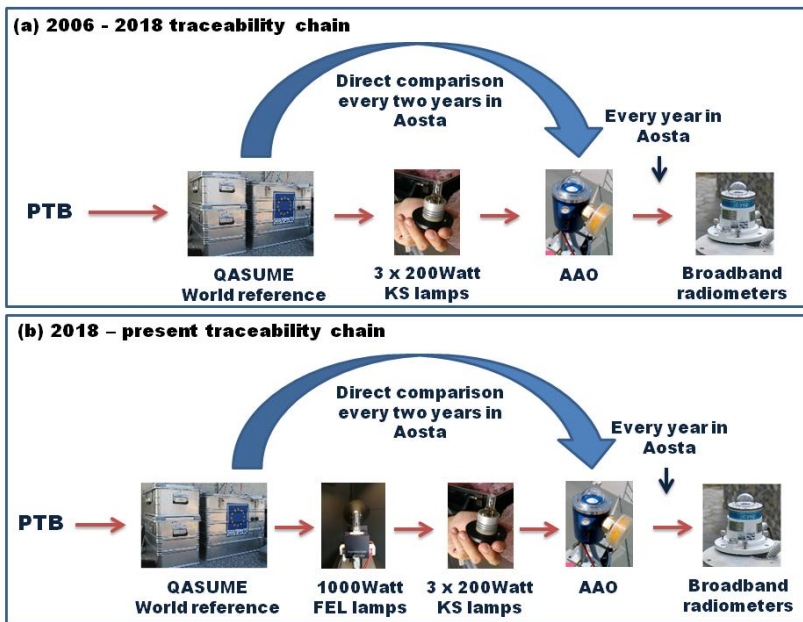 (a) 2006 - 2018 traceability chain
Direct comparison
every two years in
Aosta
Every year in
Aosta
PTB
QASUME
World reference
3 x 200Watt
KS lamps
AAO
Broadband
radiometers
(b) 2018 – present traceability chain
Direct comparison
every two years in
Aosta
Every year in
Aosta
PTB
QASUME
World reference
1000Watt
FEL lamps
3 x 200Watt
KS lamps
AAO
Broadband
radiometers